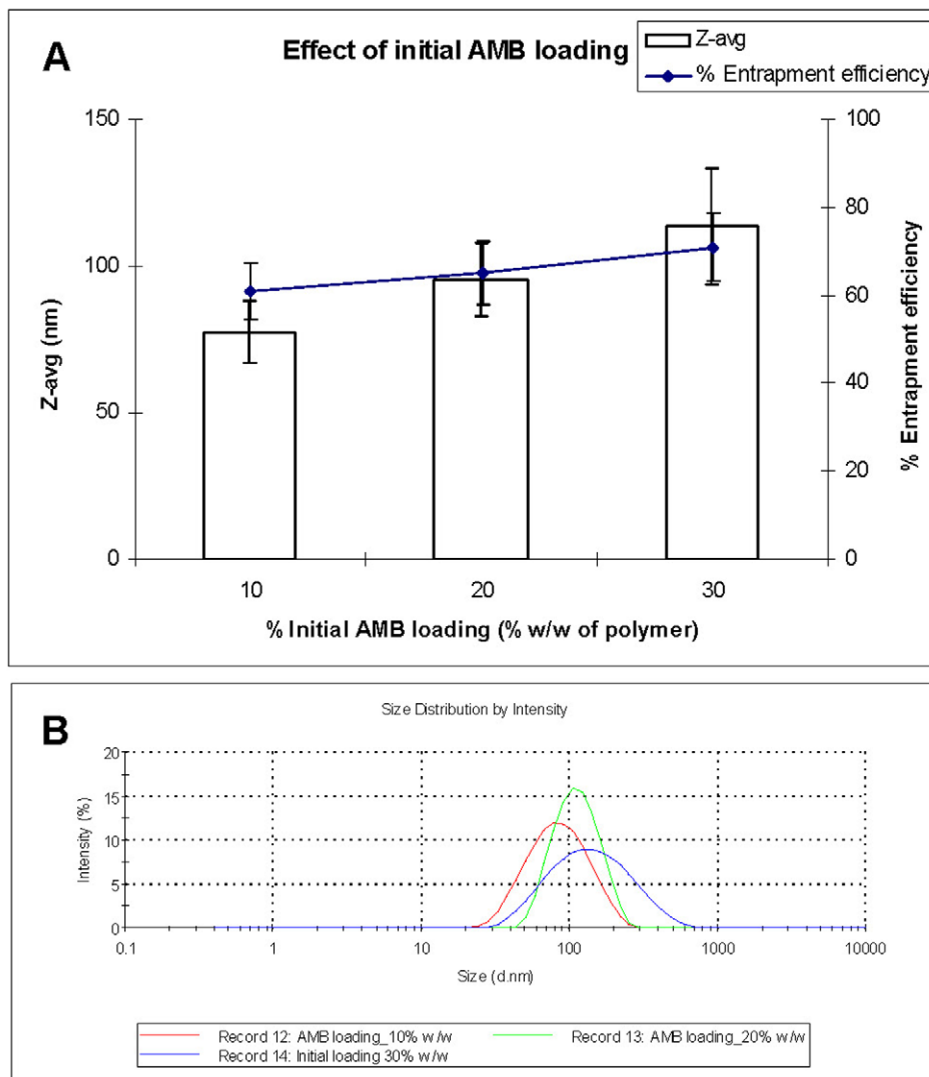 A
Effect of initial AMB loading
Z-avg
% Entrapment efficiency
150
100
50
0
Z-avg (nm)
100
80
60
40
20
0
% Entrapment efficiency
10 20 30
% Initial AMB loading (% w/w of polymer)
B
Size Distribution by Intensity
20
15
10
5
0
Intensity (%)
0.1 1 10 100 1000 10000
Size (d.nm)
Record 12: AMB loading_10% w/w
Record 13: AMB loading_20% w/w
Record 14: Initial loading 30% w/w